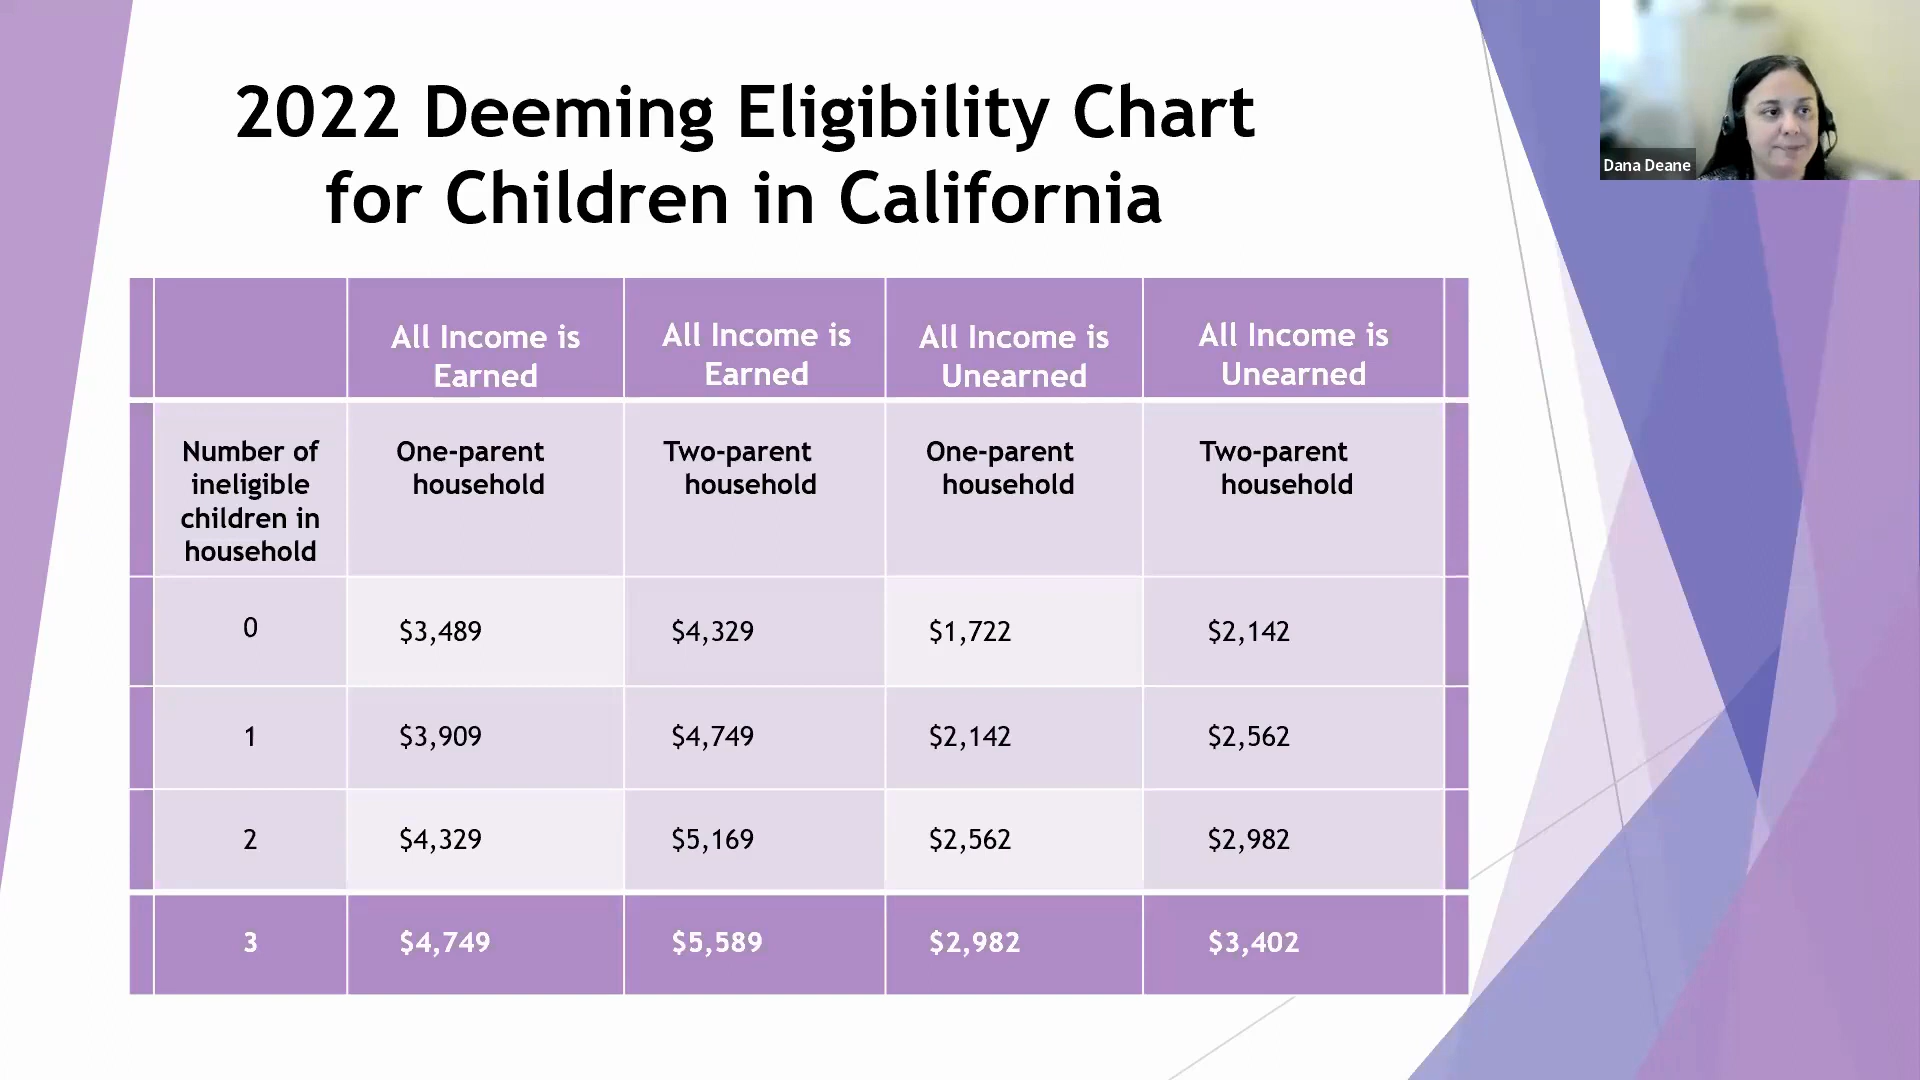 2022 Deeming Eligibility Chart
for Children in California
Dana Deane
All Income is
Earned
All Income is
Earned
All Income is
Unearned
All Income is
Unearned
Number of
ineligible
children in
household
One-parent
household
Two-parent
household
One-parent
household
Two-parent
household
0 $3,489 $4,329 $1,722 $2,142
1 $3,909 $4,749 $2,142 $2,562
2 $4,329 $5,169 $2,562 $2,982
3 $4,749 $5,589 $2,982 $3,402